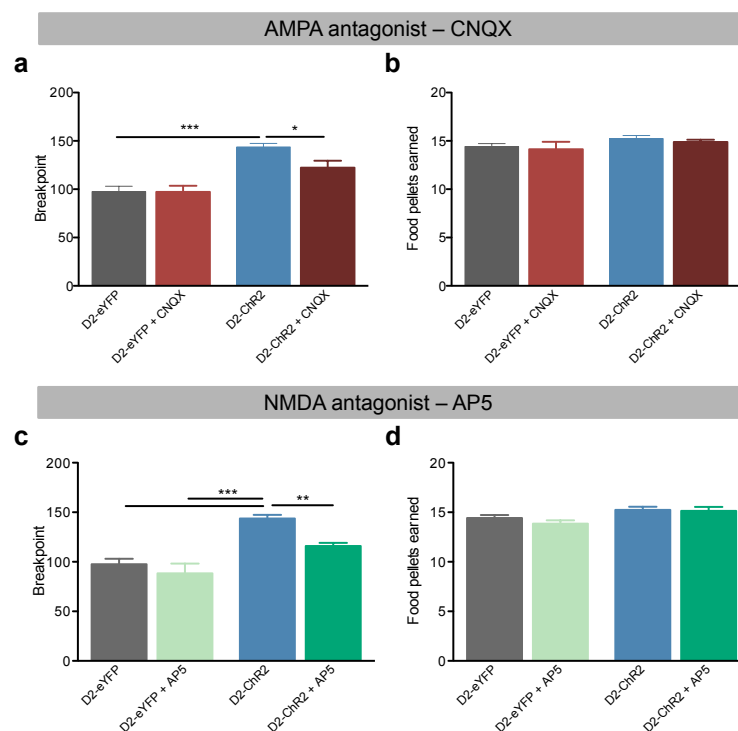 AMPA antagonist – CNQX
a
b
200
150
100
50
0
Breakpoint
***
*
D2-eYFP
D2-eYFP + CNQX
D2-ChR2
D2-ChR2 + CNQX
20
15
10
5
0
Food pellets earned
D2-eYFP
D2-eYFP + CNQX
D2-ChR2
D2-ChR2 + CNQX
NMDA antagonist – AP5
c
d
200
150
100
50
0
Breakpoint
***
**
D2-eYFP
D2-eYFP + AP5
D2-ChR2
D2-ChR2 + AP5
20
15
10
5
0
Food pellets earned
D2-eYFP
D2-eYFP + AP5
D2-ChR2
D2-ChR2 + AP5